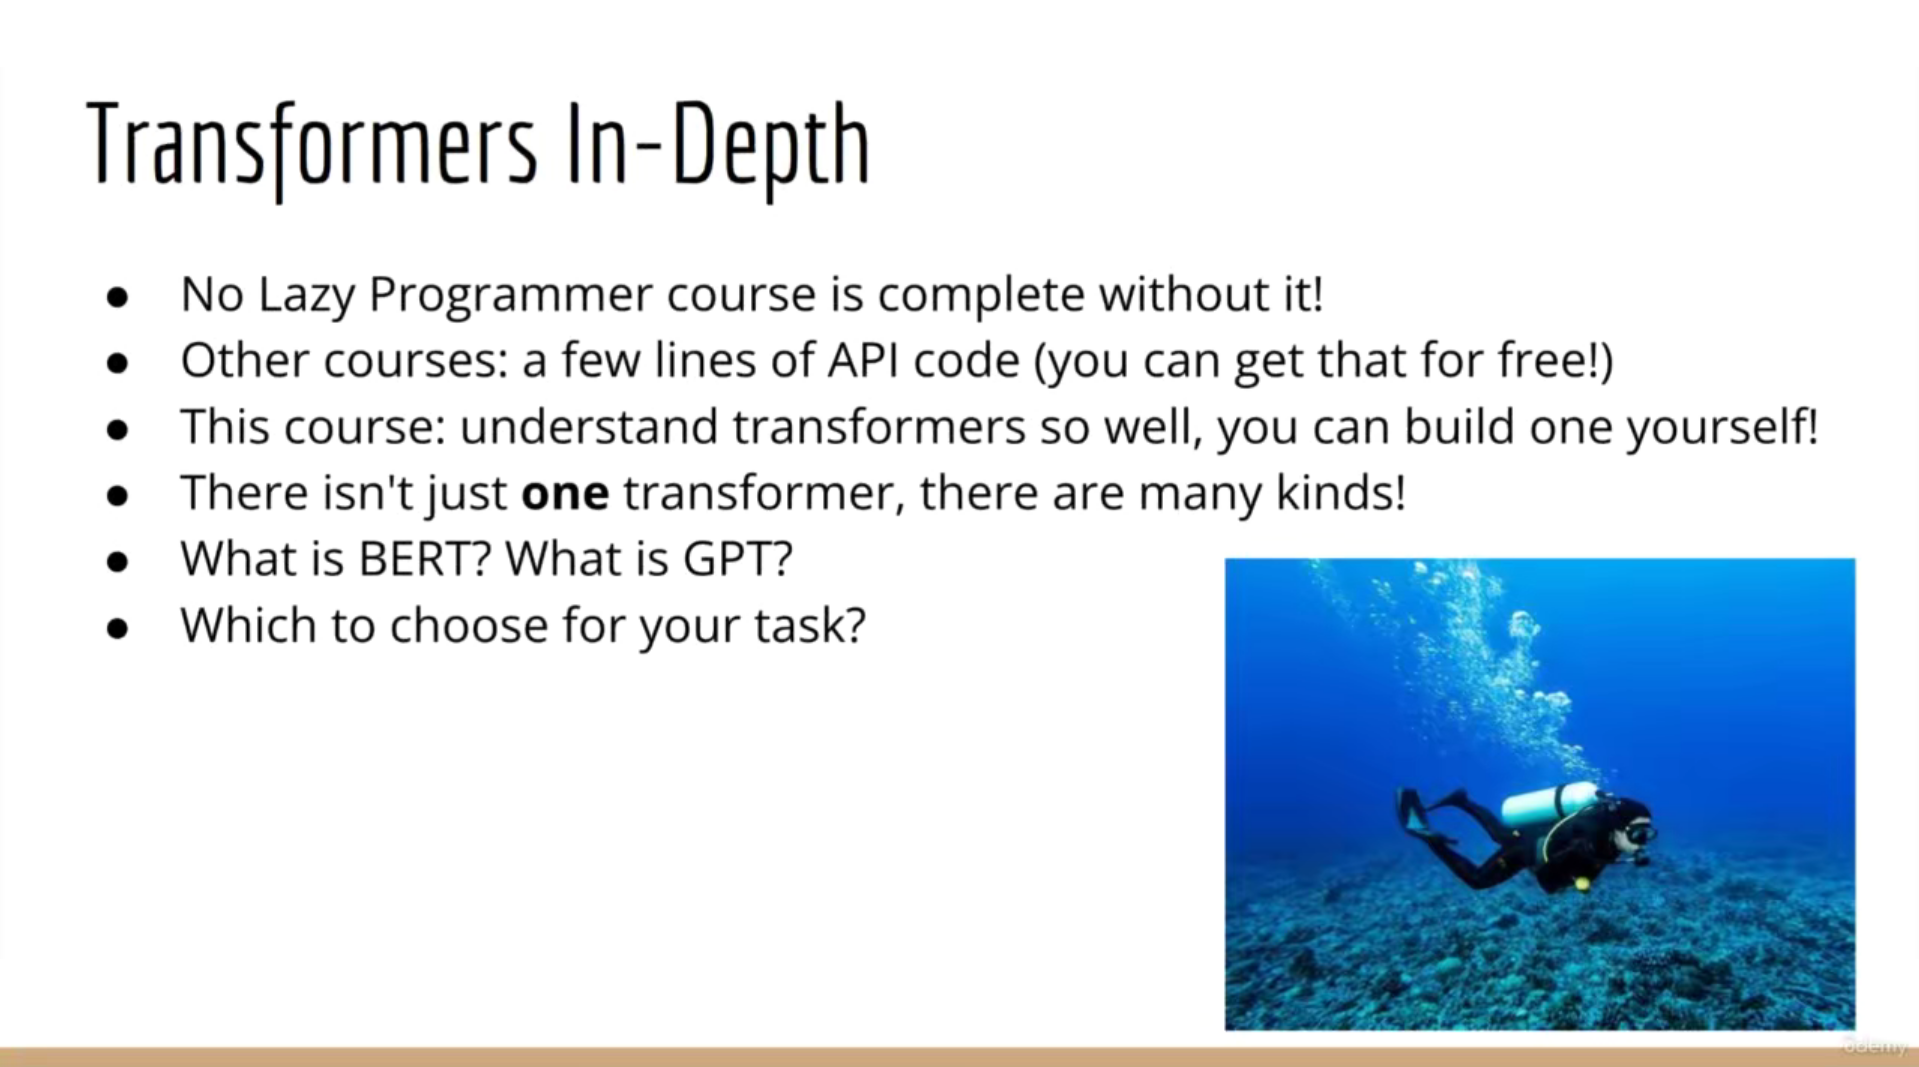 Transformers In-Depth
● No Lazy Programmer course is complete without it!
● Other courses: a few lines of API code (you can get that for free!)
● This course: understand transformers so well, you can build one yourself!
● There isn't just one transformer, there are many kinds!
● What is BERT? What is GPT?
● Which to choose for your task?
Udemy